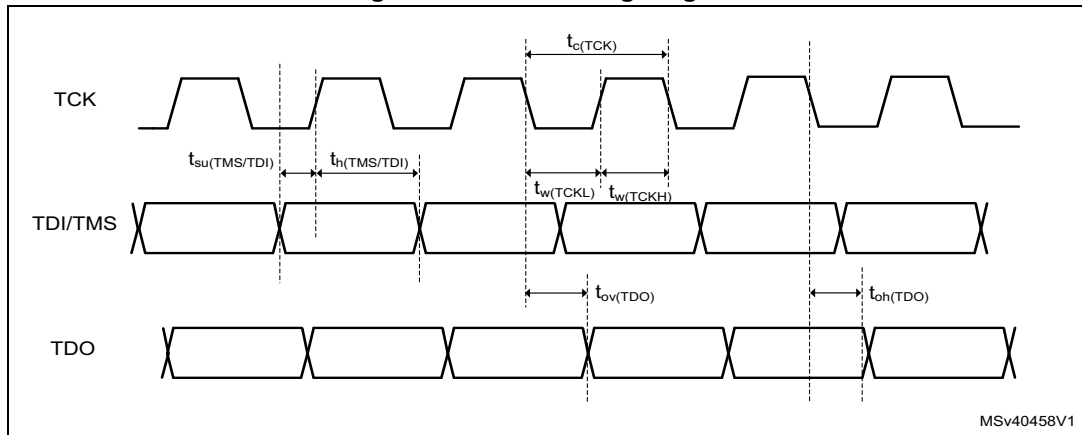 t_c(TCK)
TCK
t_su(TMS/TDI) t_h(TMS/TDI)
t_w(TCKL) t_w(TCKH)
TDI/TMS
t_ov(TDO) t_oh(TDO)
TDO
MSv40458V1